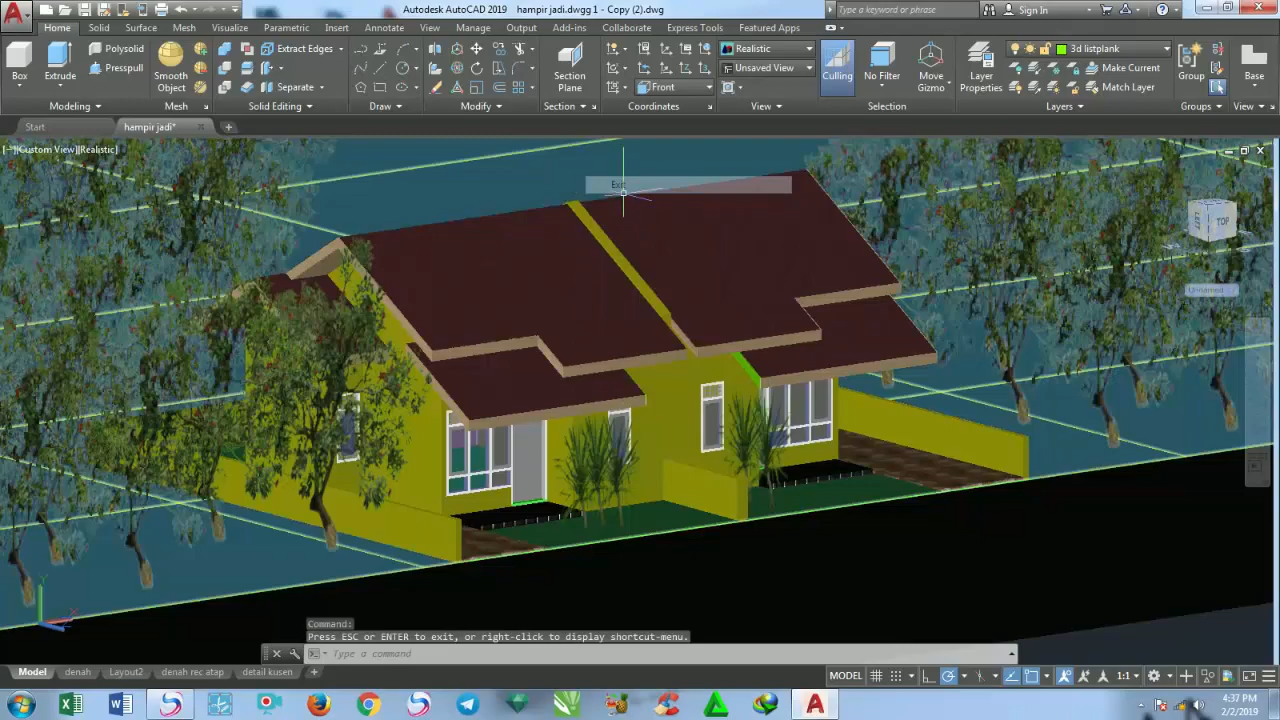 Autodesk AutoCAD 2019 hampir jadi.dwgg 1 - Copy (2).dwg
Type a keyword or phrase
Sign In
Home Solid Surface Mesh Visualize Parametric Insert Annotate View Manage Output Add-ins Collaborate Express Tools Featured Apps
Polysolid
Presspull
Extract Edges
Separate
Realistic
Unsaved View
Front
3d listplank
Make Current
Match Layer
Box Extrude Smooth Object Section Plane Culling No Filter Move Gizmo Layer Properties Group Base
Modeling Mesh Solid Editing Draw Modify Section Coordinates View Selection Layers Groups View
Start hampir jadi*
[−][Custom View][Realistic]
Exit
TOP
Unnamed
Command:
Press ESC or ENTER to exit, or right-click to display shortcut-menu.
Type a command
Model denah Layout2 denah rec atap detail kusen
MODEL
1:1
4:37 PM
2/2/2019